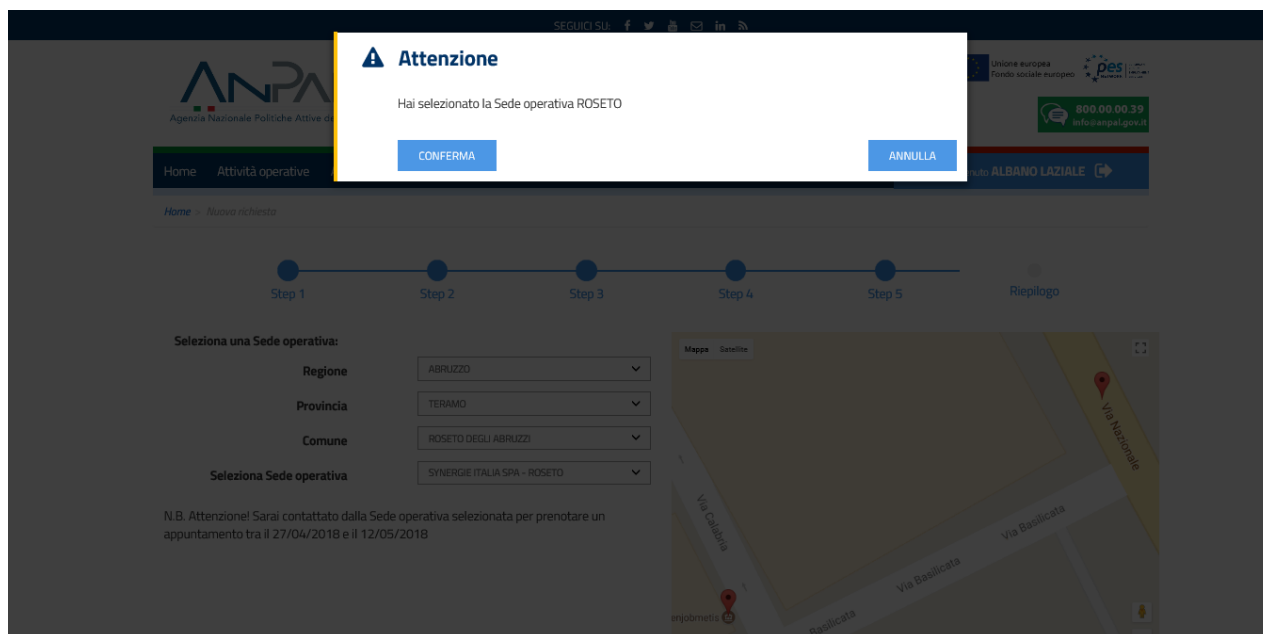 SEGUICI SU:
Attenzione
Hai selezionato la Sede operativa ROSETO
CONFERMA ANNULLA
ANPA
Agenzia Nazionale Politiche Attive de
Unione europea
Fondo sociale europeo
pes
800.00.00.39
info@anpal.gov.it
Home Attività operative
nuto ALBANO LAZIALE
Home » Nuova richiesta
Step 1 Step 2 Step 3 Step 4 Step 5 Riepilogo
Seleziona una Sede operativa:
Regione ABRUZZO
Provincia TERAMO
Comune ROSETO DEGLI ABRUZZI
Seleziona Sede operativa SYNERGIE ITALIA SPA - ROSETO
N.B. Attenzione! Sarai contattato dalla Sede operativa selezionata per prenotare un
appuntamento tra il 27/04/2018 e il 12/05/2018
Mappa Satellite
Via Nazionale
Via Calabria
Via Basilicata
Via Basilicata
Basilicata
enjobmetis